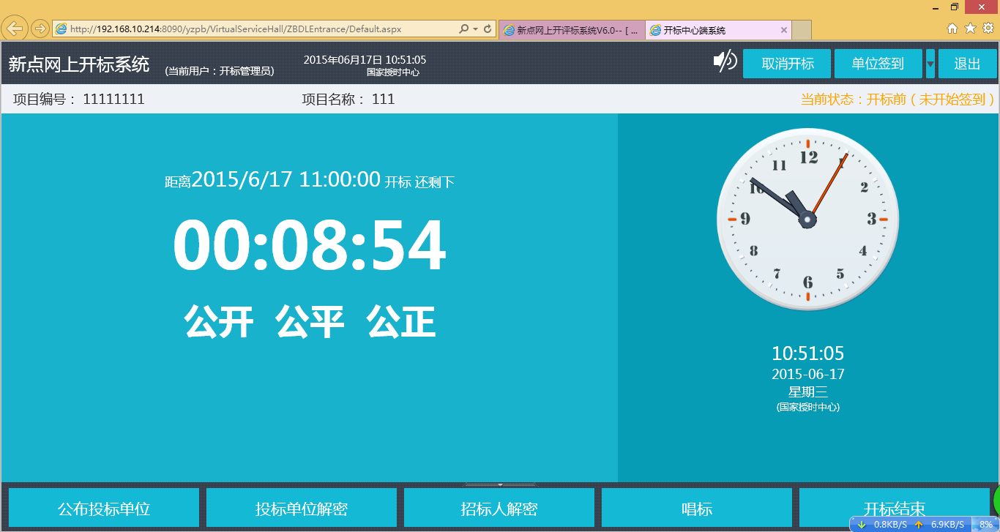 http://192.168.10.214:8090/yzpb/VirtualServiceHall/ZBDLEntrance/Default.aspx
新点网上开评标系统V6.0-- [ ...
开标中心端系统
新点网上开标系统
(当前用户：开标管理员)
2015年06月17日 10:51:05
国家授时中心
取消开标
单位签到
退出
项目编号： 11111111
项目名称： 111
当前状态：开标前（未开始签到）
距离2015/6/17 11:00:00 开标 还剩下
00:08:54
公开 公平 公正
12
1
2
3
4
5
6
7
8
9
10
11
10:51:05
2015-06-17
星期三
(国家授时中心)
公布投标单位
投标单位解密
招标人解密
唱标
开标结束
0.8KB/S
6.9KB/S
8%